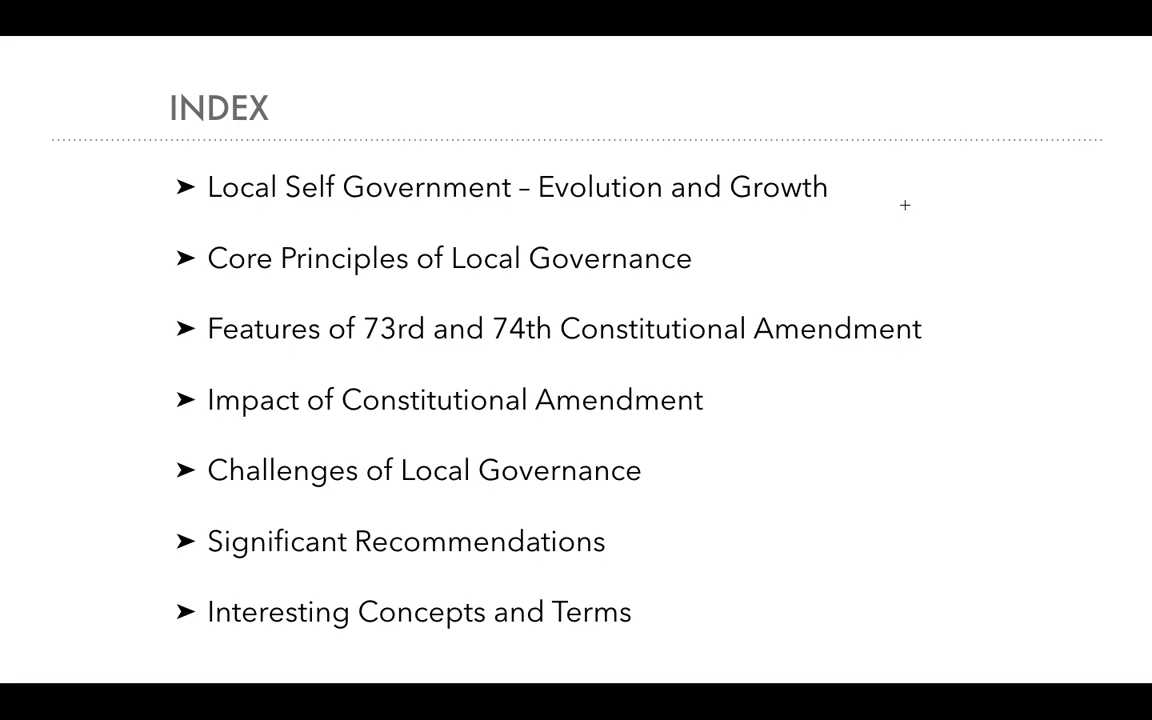 INDEX
➤ Local Self Government – Evolution and Growth
➤ Core Principles of Local Governance
➤ Features of 73rd and 74th Constitutional Amendment
➤ Impact of Constitutional Amendment
➤ Challenges of Local Governance
➤ Significant Recommendations
➤ Interesting Concepts and Terms